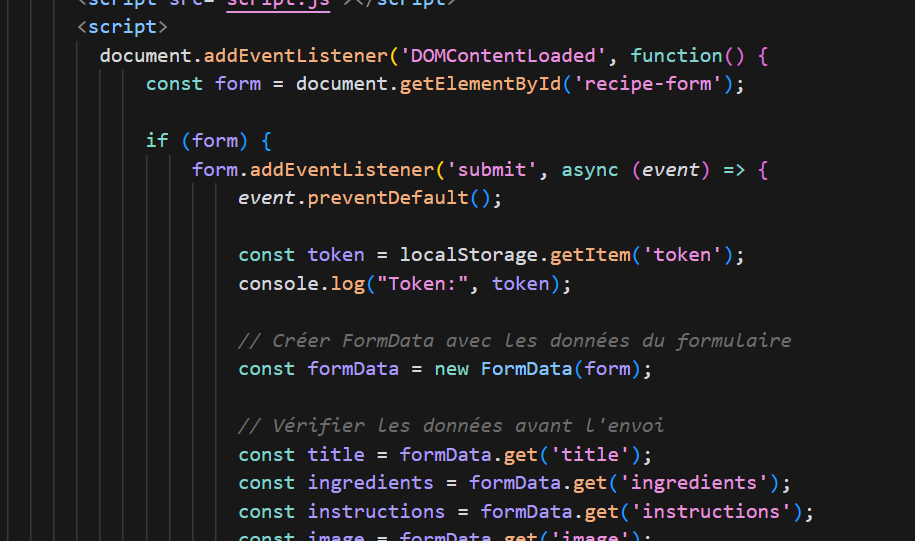 <script src="script.js"></script>
<script>
document.addEventListener('DOMContentLoaded', function() {
const form = document.getElementById('recipe-form');
if (form) {
form.addEventListener('submit', async (event) => {
event.preventDefault();
const token = localStorage.getItem('token');
console.log("Token:", token);
// Créer FormData avec les données du formulaire
const formData = new FormData(form);
// Vérifier les données avant l'envoi
const title = formData.get('title');
const ingredients = formData.get('ingredients');
const instructions = formData.get('instructions');
const image = formData.get('image');